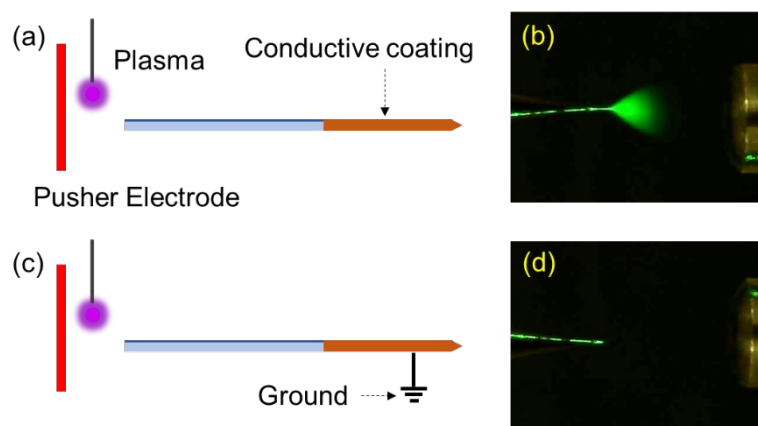 (a)
Plasma
Conductive coating
Pusher Electrode
(b)
(c)
Ground
(d)